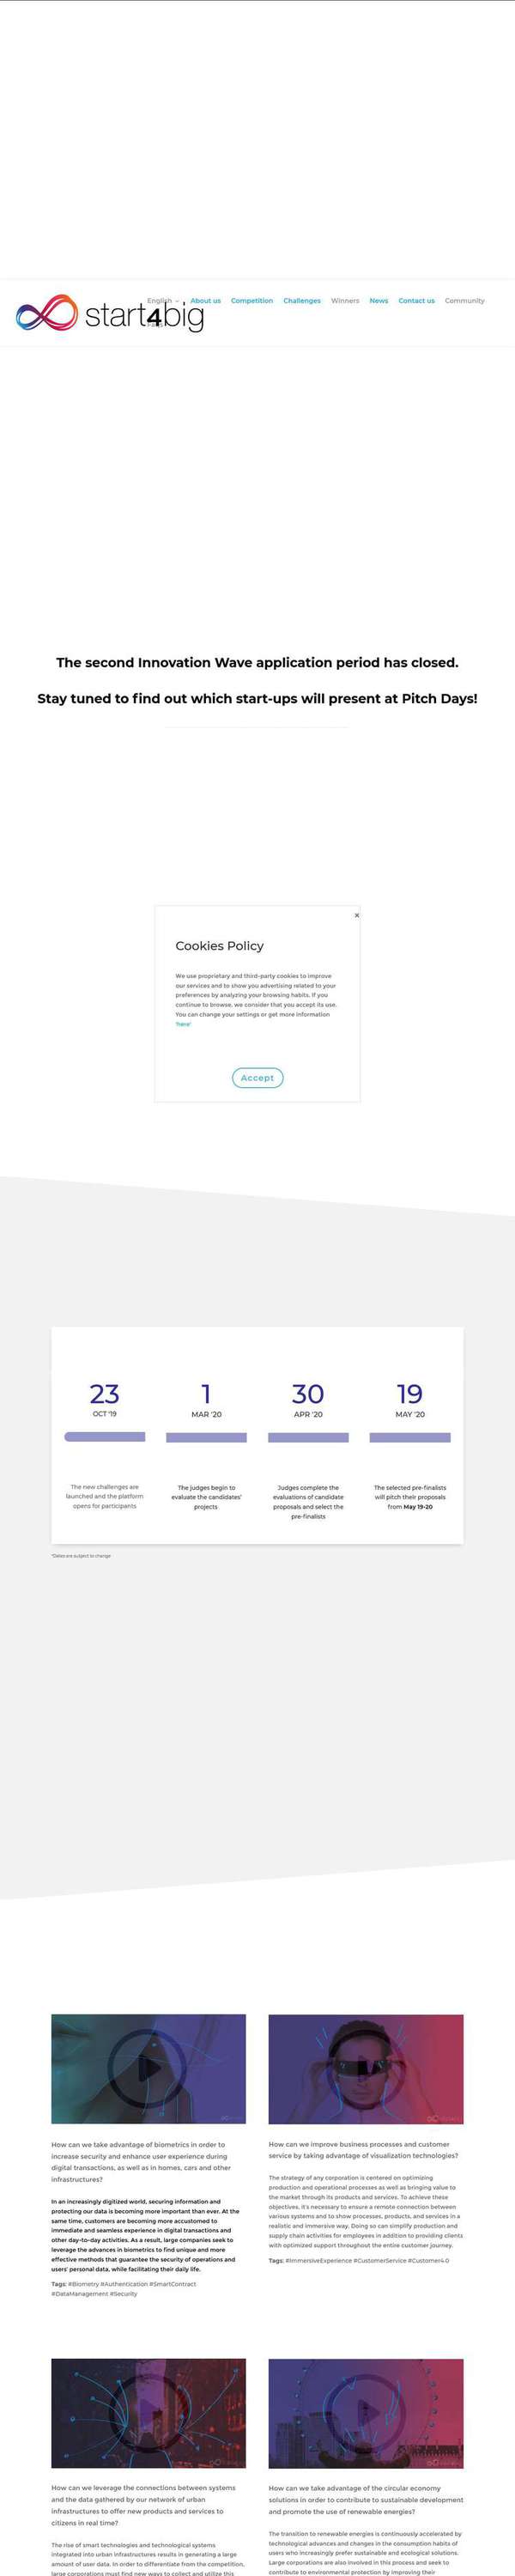 English
About us
Competition
Challenges
Winners
News
Contact us
Community
start4big
The second Innovation Wave application period has closed.
Stay tuned to find out which start-ups will present at Pitch Days!
×
Cookies Policy
We use proprietary and third-party cookies to improve
our services and to show you advertising related to your
preferences by analyzing your browsing habits. If you
continue to browse, we consider that you accept its use.
You can change your settings or get more information
'here'
Accept
23
OCT '19
The new challenges are
launched and the platform
opens for participants
1
MAR '20
The judges begin to
evaluate the candidates'
projects
30
APR '20
Judges complete the
evaluations of candidate
proposals and select the
pre-finalists
19
MAY '20
The selected pre-finalists
will pitch their proposals
from May 19-20
*Dates are subject to change
How can we take advantage of biometrics in order to
increase security and enhance user experience during
digital transactions, as well as in homes, cars and other
infrastructures?
In an increasingly digitized world, securing information and
protecting our data is becoming more important than ever. At the
same time, customers are becoming more accustomed to
immediate and seamless experience in digital transactions and
other day-to-day activities. As a result, large companies seek to
leverage the advances in biometrics to find unique and more
effective methods that guarantee the security of operations and
users' personal data, while facilitating their daily life.
Tags: #Biometry #Authentication #SmartContract
#DataManagement #Security
How can we improve business processes and customer
service by taking advantage of visualization technologies?
The strategy of any corporation is centered on optimizing
production and operational processes as well as bringing value to
the market through its products and services. To achieve these
objectives, it's necessary to ensure a remote connection between
various systems and to show processes, products, and services in a
realistic and immersive way. Doing so can simplify production and
supply chain activities for employees in addition to providing clients
with optimized support throughout the entire customer journey.
Tags: #ImmersiveExperience #CustomerService #Customer4.0
How can we leverage the connections between systems
and the data gathered by our network of urban
infrastructures to offer new products and services to
citizens in real time?
The rise of smart technologies and technological systems
integrated into urban infrastructures results in generating a large
amount of user data. In order to differentiate from the competition,
large corporations must find new ways to collect and utilize this
How can we take advantage of the circular economy
solutions in order to contribute to sustainable development
and promote the use of renewable energies?
The transition to renewable energies is continuously accelerated by
technological advances and changes in the consumption habits of
users who increasingly prefer sustainable and ecological solutions.
Large corporations are also involved in this process and seek to
contribute to environmental protection by improving their